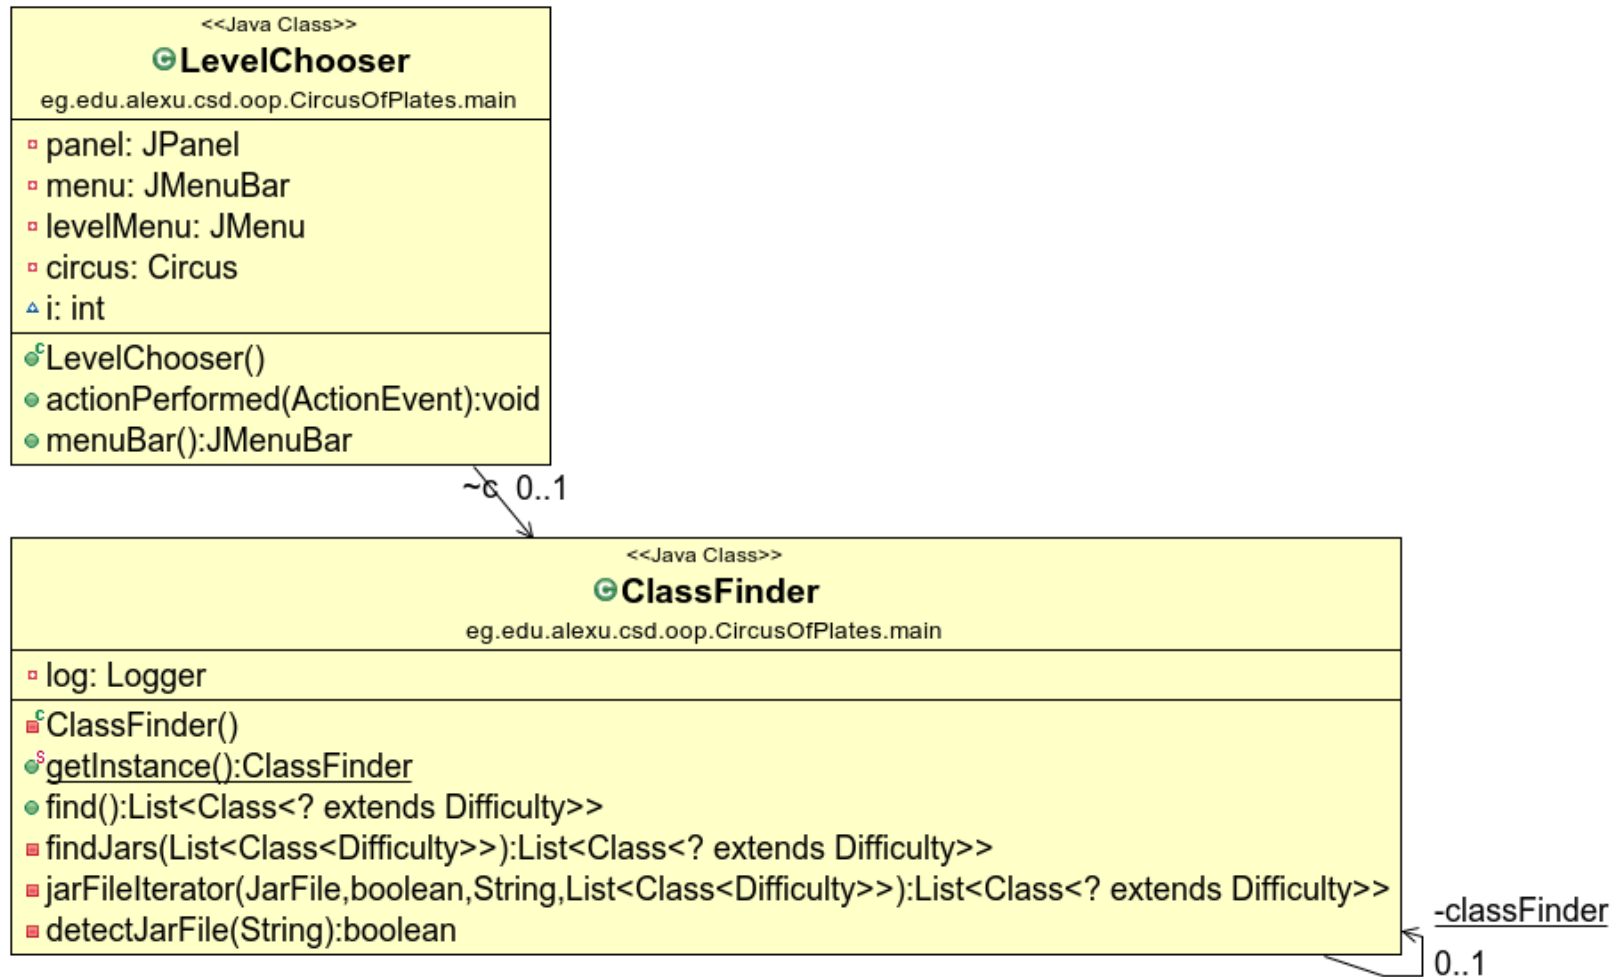 <<Java Class>>
LevelChooser
eg.edu.alexu.csd.oop.CircusOfPlates.main
panel: JPanel
menu: JMenuBar
levelMenu: JMenu
circus: Circus
i: int
LevelChooser()
actionPerformed(ActionEvent):void
menuBar():JMenuBar
~c 0..1
<<Java Class>>
ClassFinder
eg.edu.alexu.csd.oop.CircusOfPlates.main
log: Logger
ClassFinder()
getInstance():ClassFinder
find():List<Class<? extends Difficulty>>
findJars(List<Class<Difficulty>>):List<Class<? extends Difficulty>>
jarFileIterator(JarFile,boolean,String,List<Class<Difficulty>>):List<Class<? extends Difficulty>>
detectJarFile(String):boolean
-classFinder
0..1